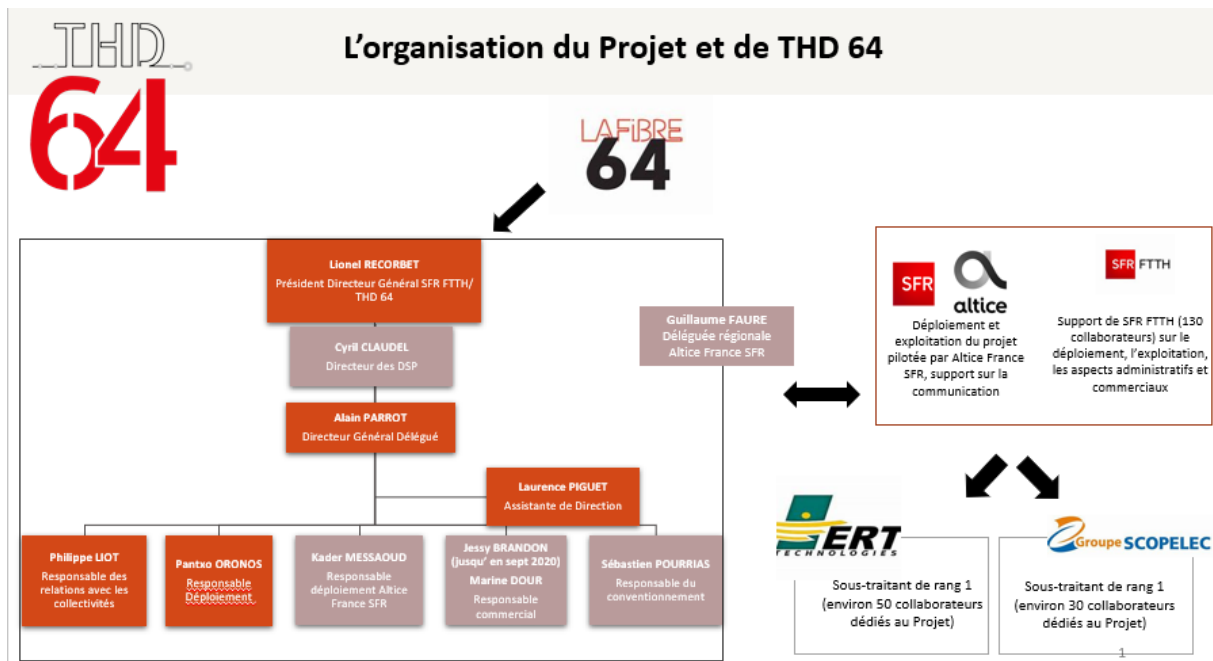 THD
64
L'organisation du Projet et de THD 64
LAFiBRE
64
Lionel RECORBET
Président Directeur Général SFR FTTH/
THD 64
Cyril CLAUDEL
Directeur des DSP
Guillaume FAURE
Déléguée régionale
Altice France SFR
Alain PARROT
Directeur Général Délégué
Laurence PIGUET
Assistante de Direction
Philippe LIOT
Responsable des
relations avec les
collectivités
Pantxo ORONOS
Responsable
Déploiement
Kader MESSAOUD
Responsable
déploiement Altice
France SFR
Jessy BRANDON
(jusqu' en sept 2020)
Marine DOUR
Responsable
commercial
Sébastien POURRIAS
Responsable du
conventionnement
SFR
altice
Déploiement et
exploitation du projet
pilotée par Altice France
SFR, support sur la
communication
SFR FTTH
Support de SFR FTTH (130
collaborateurs) sur le
déploiement, l'exploitation,
les aspects administratifs et
commerciaux
SERT
TECHNOLOGIES
Sous-traitant de rang 1
(environ 50 collaborateurs
dédiés au Projet)
Groupe SCOPELEC
Sous-traitant de rang 1
(environ 30 collaborateurs
dédiés au Projet)
1